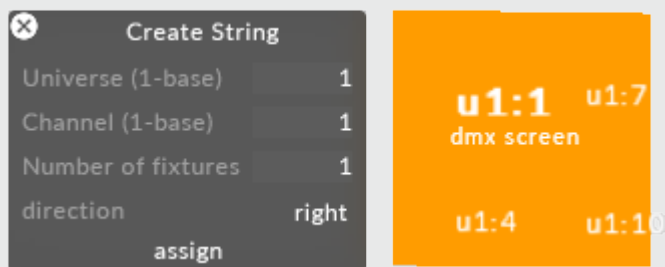 Create String
Universe (1-base) 1
Channel (1-base) 1
Number of fixtures 1
direction right
assign
u1:1 u1:7
dmx screen
u1:4 u1:10